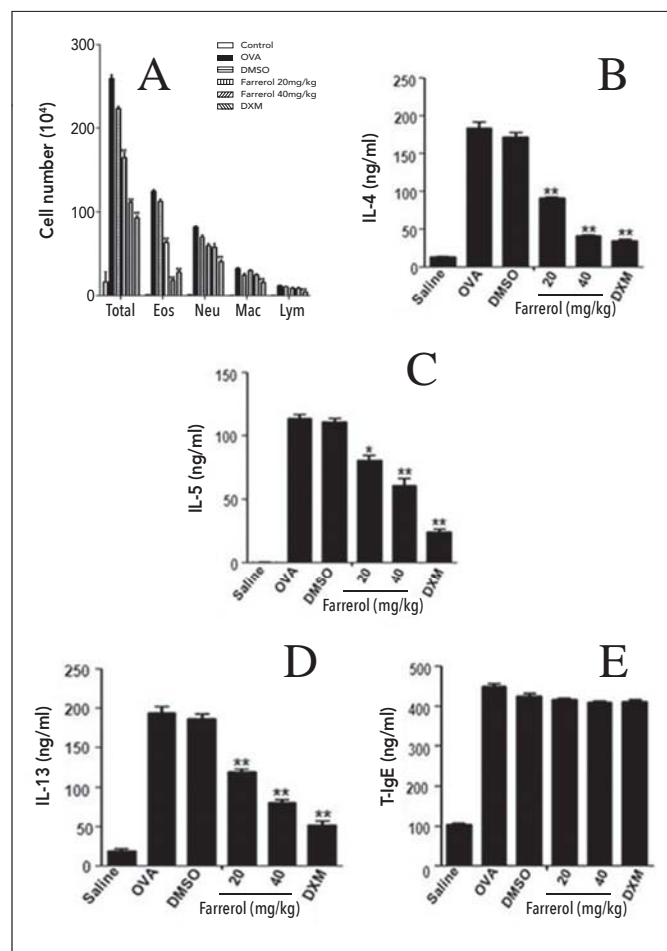 A
Control
OVA
DMSO
Farrerol 20mg/kg
Farrerol 40mg/kg
DXM
Cell number (10⁴)
300
200
100
0
Total Eos Neu Mac Lym
B
IL-4 (ng/ml)
250
200
150
100
50
0
** ** **
Saline OVA DMSO 20 40 DXM
Farrerol (mg/kg)
C
IL-5 (ng/ml)
150
100
50
0
* ** **
Saline OVA DMSO 20 40 DXM
Farrerol (mg/kg)
D
IL-13 (ng/ml)
250
200
150
100
50
0
** ** **
Saline OVA DMSO 20 40 DXM
Farrerol (mg/kg)
E
T-IgE (ng/ml)
500
400
300
200
100
0
Saline OVA DMSO 20 40 DXM
Farrerol (mg/kg)